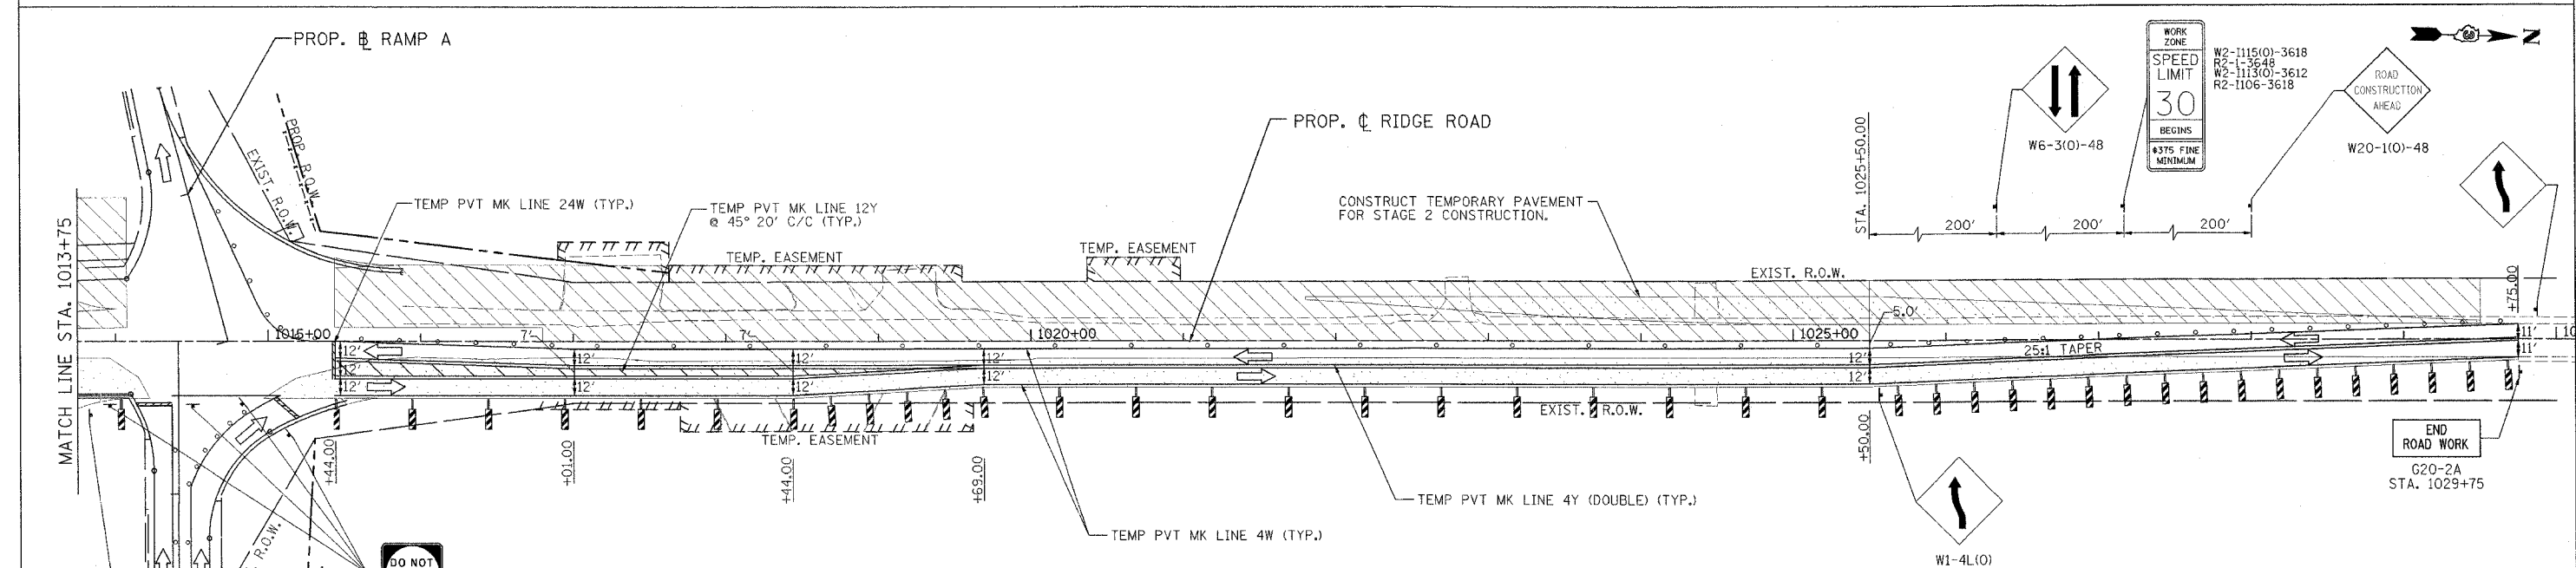 PROP. ⅊ RAMP A
WORK
ZONE
SPEED
LIMIT
30
BEGINS
$375 FINE
MINIMUM
W2-I115(O)-3618
R2-1-3648
W2-I113(O)-3612
R2-I106-3618
ROAD
CONSTRUCTION
AHEAD
N
W6-3(O)-48
W20-1(O)-48
PROP. ℄ RIDGE ROAD
STA. 1025+50.00
PROP. R.O.W.
EXIST. R.O.W.
TEMP PVT MK LINE 24W (TYP.)
TEMP PVT MK LINE 12Y
@ 45° 20' C/C (TYP.)
CONSTRUCT TEMPORARY PAVEMENT
FOR STAGE 2 CONSTRUCTION.
200'
200'
200'
TEMP. EASEMENT
TEMP. EASEMENT
EXIST. R.O.W.
+75.00
MATCH LINE STA. 1013+75
1015+00
7'
7'
1020+00
1025+00
5.0'
10
12'
12'
12'
12'
12'
12'
12'
12'
12'
12'
12'
25:1 TAPER
11'
11'
EXIST. R.O.W.
TEMP. EASEMENT
+44.00
+01.00
+44.00
+69.00
+50.00
END
ROAD WORK
G20-2A
STA. 1029+75
TEMP PVT MK LINE 4Y (DOUBLE) (TYP.)
TEMP PVT MK LINE 4W (TYP.)
R.O.W.
DO NOT
W1-4L(O)